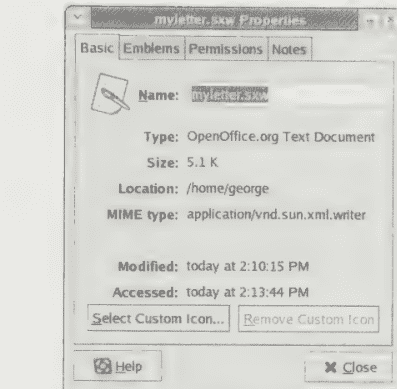 myletter.sxw Properties
Basic Emblems Permissions Notes
Name: myletter.sxw
Type: OpenOffice.org Text Document
Size: 5.1 K
Location: /home/george
MIME type: application/vnd.sun.xml.writer
Modified: today at 2:10:15 PM
Accessed: today at 2:13:44 PM
Select Custom Icon... Remove Custom Icon
Help Close